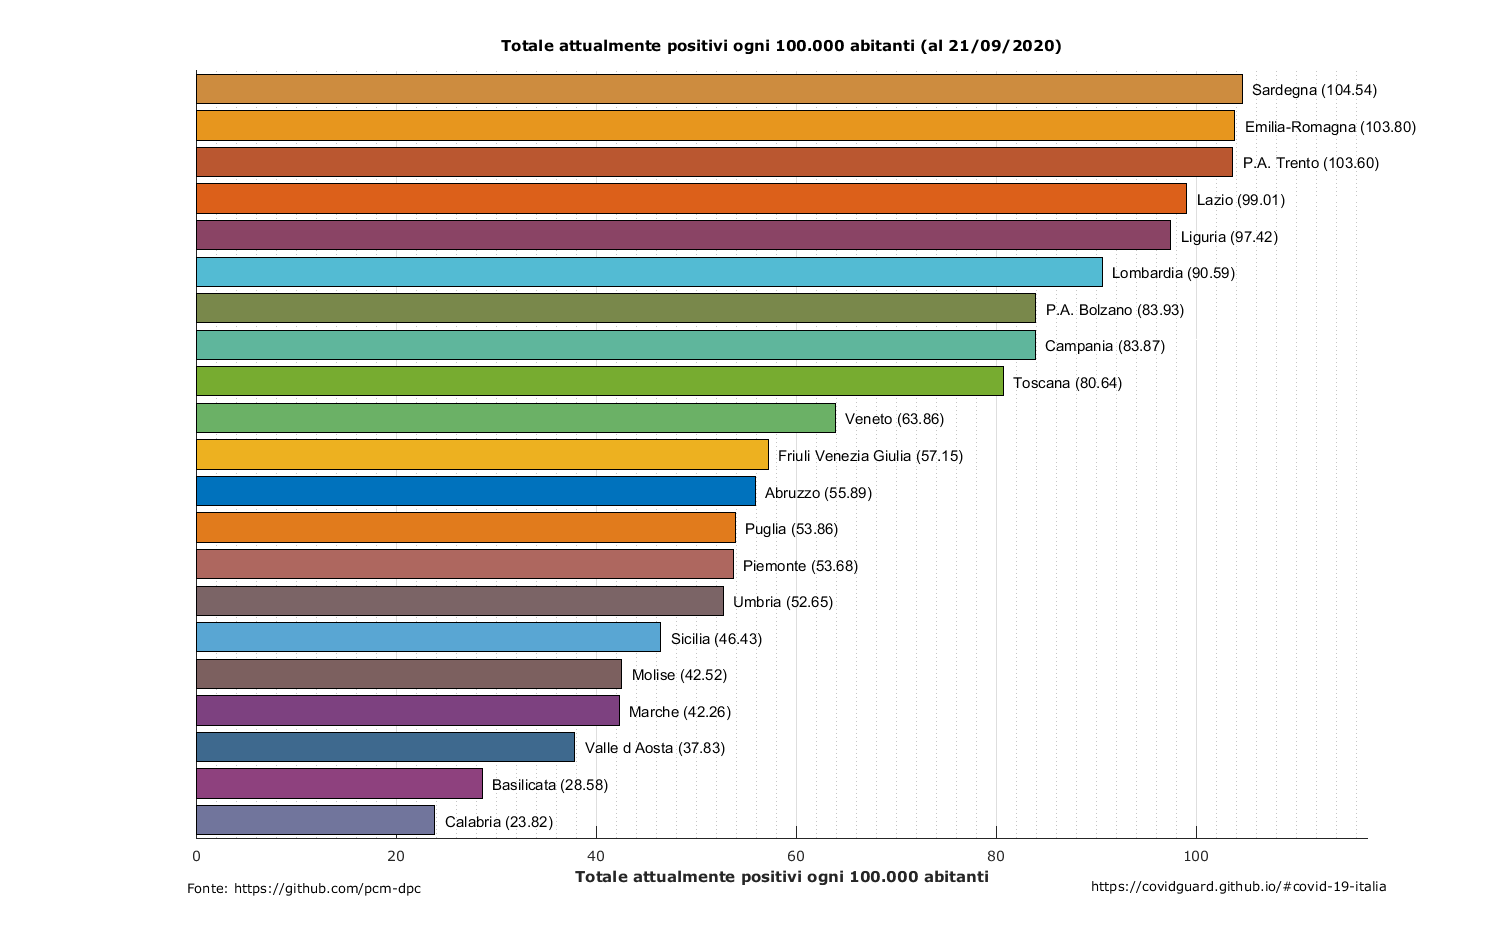 Totale attualmente positivi ogni 100.000 abitanti (al 21/09/2020)
Sardegna (104.54)
Emilia-Romagna (103.80)
P.A. Trento (103.60)
Lazio (99.01)
Liguria (97.42)
Lombardia (90.59)
P.A. Bolzano (83.93)
Campania (83.87)
Toscana (80.64)
Veneto (63.86)
Friuli Venezia Giulia (57.15)
Abruzzo (55.89)
Puglia (53.86)
Piemonte (53.68)
Umbria (52.65)
Sicilia (46.43)
Molise (42.52)
Marche (42.26)
Valle d Aosta (37.83)
Basilicata (28.58)
Calabria (23.82)
0 20 40 60 80 100
Totale attualmente positivi ogni 100.000 abitanti
Fonte: https://github.com/pcm-dpc
https://covidguard.github.io/#covid-19-italia